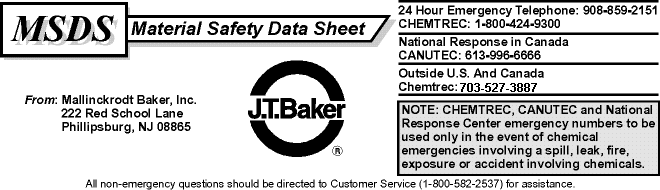 MSDS
Material Safety Data Sheet
24 Hour Emergency Telephone: 908-859-2151
CHEMTREC: 1-800-424-9300
National Response in Canada
CANUTEC: 613-996-6666
Outside U.S. And Canada
Chemtrec: 703-527-3887
From: Mallinckrodt Baker, Inc.
222 Red School Lane
Phillipsburg, NJ 08865
J.T.Baker
®
NOTE: CHEMTREC, CANUTEC and National
Response Center emergency numbers to be
used only in the event of chemical
emergencies involving a spill, leak, fire,
exposure or accident involving chemicals.
All non-emergency questions should be directed to Customer Service (1-800-582-2537) for assistance.